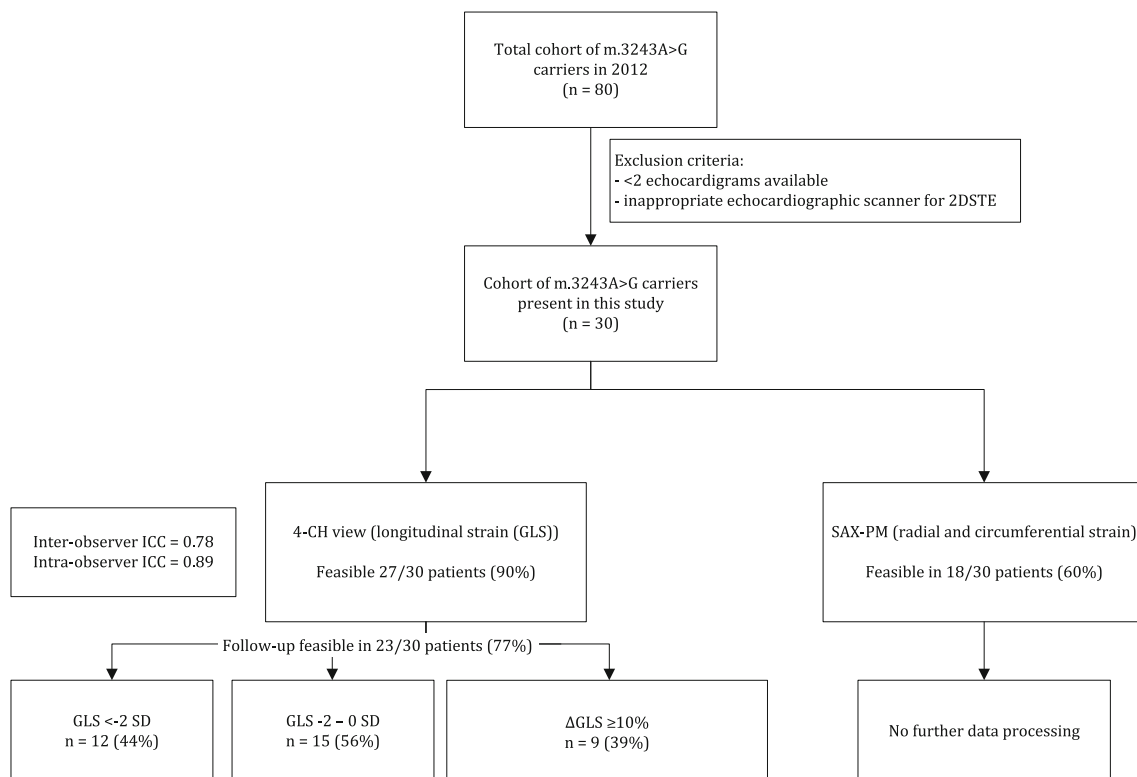 Total cohort of m.3243A>G
carriers in 2012
(n = 80)
Exclusion criteria:
- <2 echocardigrams available
- inappropriate echocardiographic scanner for 2DSTE
Cohort of m.3243A>G carriers
present in this study
(n = 30)
Inter-observer ICC = 0.78
Intra-observer ICC = 0.89
4-CH view (longitudinal strain (GLS))
Feasible 27/30 patients (90%)
SAX-PM (radial and circumferential strain)
Feasible in 18/30 patients (60%)
Follow-up feasible in 23/30 patients (77%)
GLS <-2 SD
n = 12 (44%)
GLS -2 – 0 SD
n = 15 (56%)
ΔGLS ≥10%
n = 9 (39%)
No further data processing